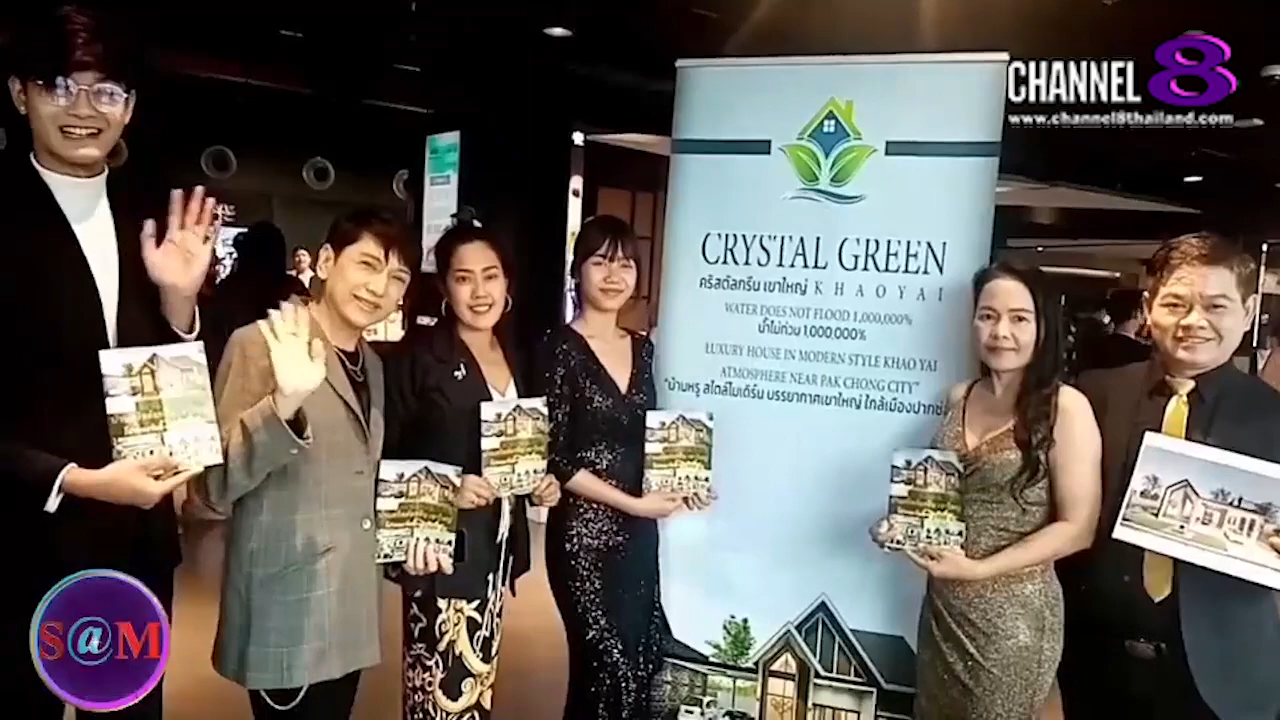 CHANNEL 8
www.channel8thailand.com
CRYSTAL GREEN
คริสตัลกรีน เขาใหญ่ KHAOYAI
WATER DOES NOT FLOOD 1,000,000%
น้ำไม่ท่วม 1,000,000%
LUXURY HOUSE IN MODERN STYLE KHAO YAI
ATMOSPHERE NEAR PAK CHONG CITY"
"บ้านหรู สไตล์โมเดิร์น บรรยากาศเขาใหญ่ ใกล้เมืองปากช่
S@M